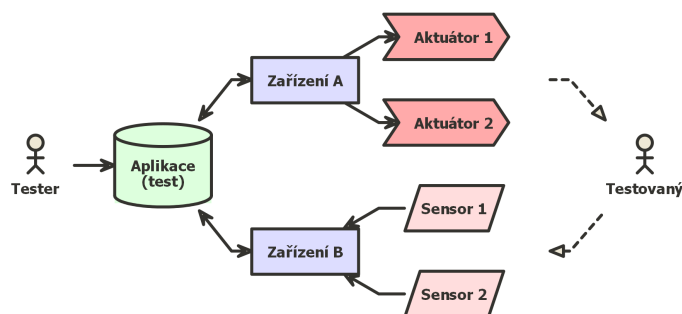 Aktuátor 1
Zařízení A
Aktuátor 2
Tester
Aplikace
(test)
Testovaný
Sensor 1
Zařízení B
Sensor 2